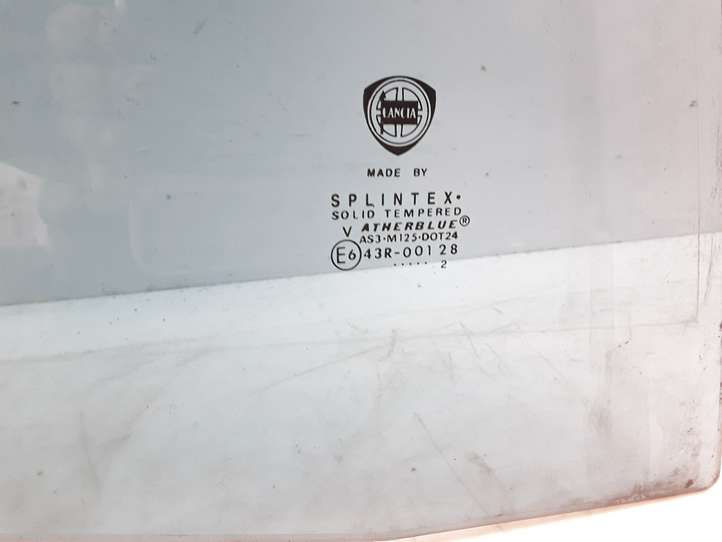 LANCIA
MADE BY
SPLINTEX•
SOLID TEMPERED
V ATHERBLUE®
AS3•M125•DOT24
E6 43R-00128
..... 2